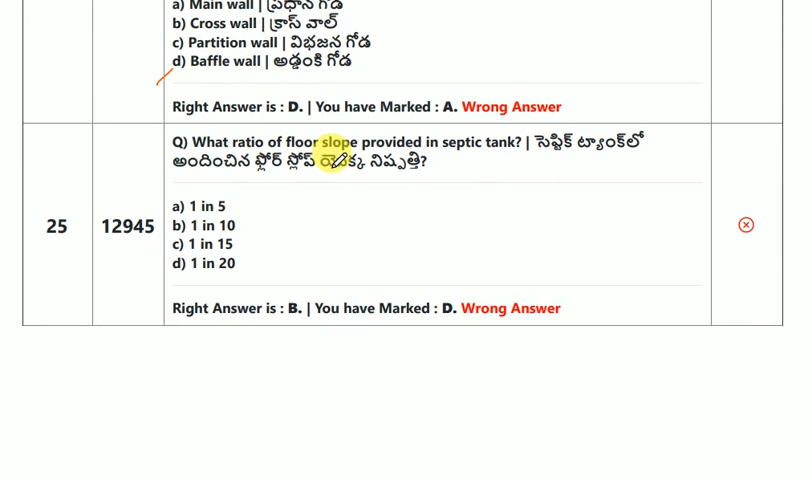 a) Main wall | ప్రధాన గోడ
b) Cross wall | క్రాస్ వాల్
c) Partition wall | విభజన గోడ
d) Baffle wall | అడ్డంకి గోడ
Right Answer is : D. | You have Marked : A. Wrong Answer
25
12945
Q) What ratio of floor slope provided in septic tank? | సెప్టిక్ ట్యాంక్‌లో
అందించిన ఫ్లోర్ స్లోప్ యొక్క నిష్పత్తి?
a) 1 in 5
b) 1 in 10
c) 1 in 15
d) 1 in 20
Right Answer is : B. | You have Marked : D. Wrong Answer